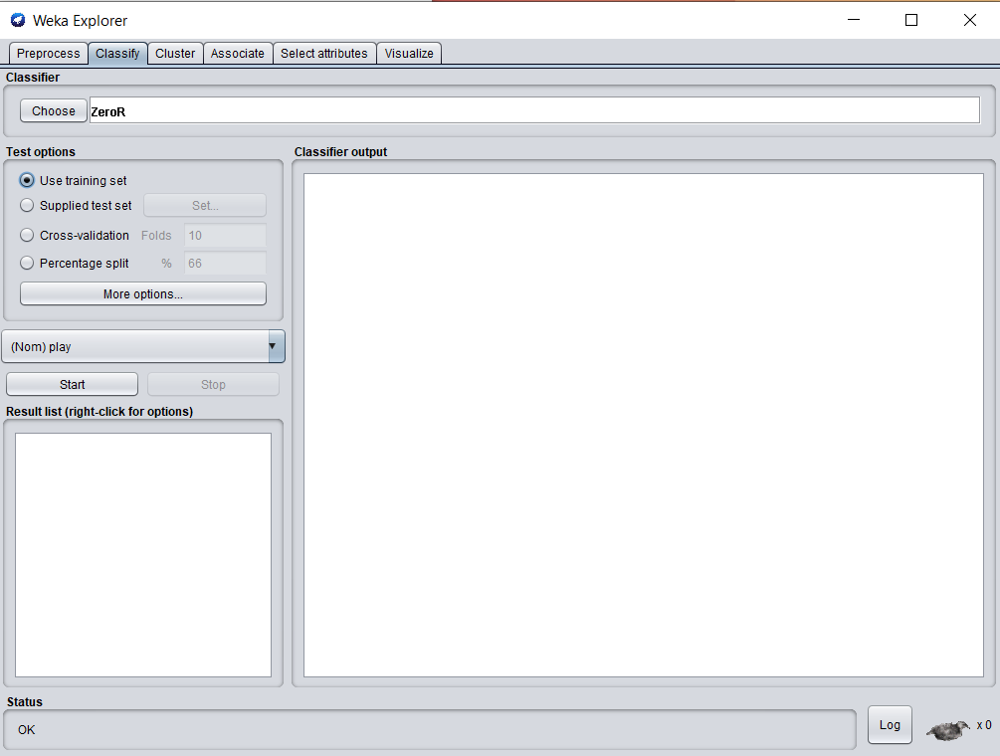 Weka Explorer
Preprocess Classify Cluster Associate Select attributes Visualize
Classifier
Choose ZeroR
Test options
Use training set
Supplied test set Set...
Cross-validation Folds 10
Percentage split % 66
More options...
(Nom) play
Start Stop
Result list (right-click for options)
Classifier output
Status
OK
Log x 0